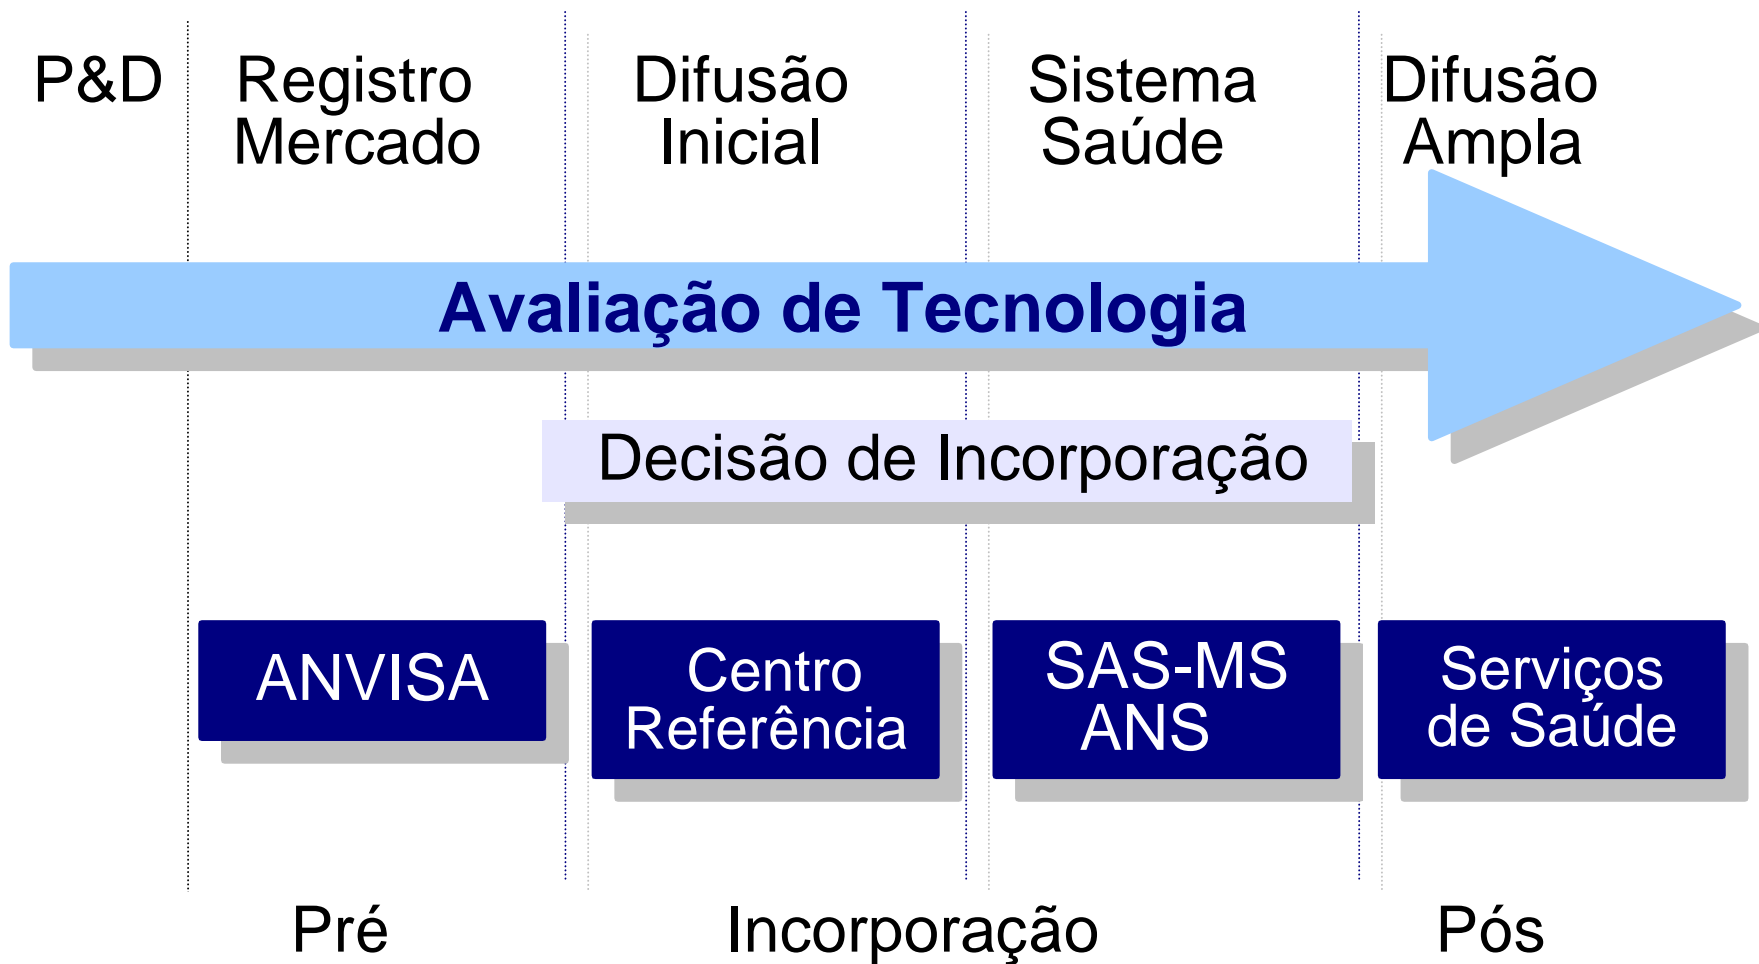 P&D
Registro
Mercado
Difusão
Inicial
Sistema
Saúde
Difusão
Ampla
Avaliação de Tecnologia
Decisão de Incorporação
ANVISA
Centro
Referência
SAS-MS
ANS
Serviços
de Saúde
Pré
Incorporação
Pós